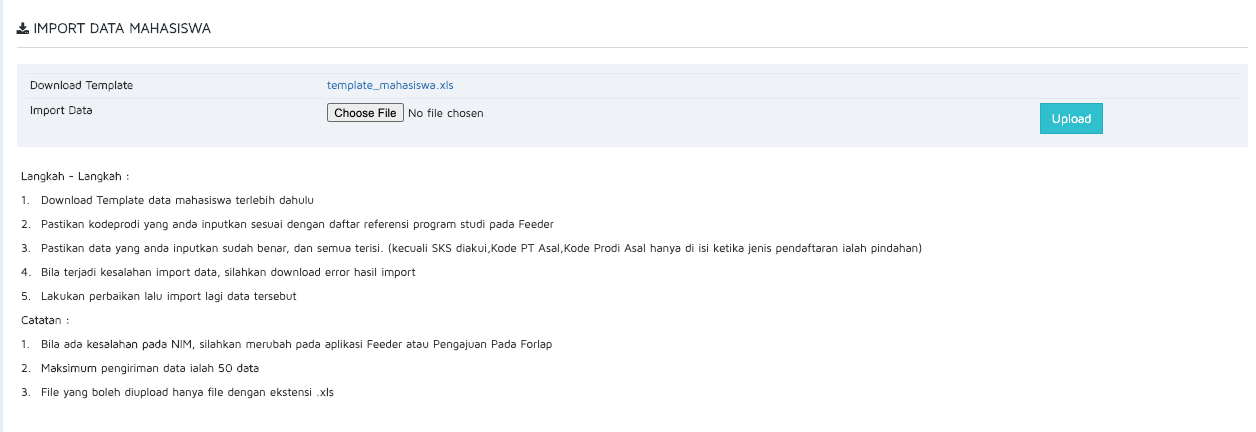 IMPORT DATA MAHASISWA
Download Template template_mahasiswa.xls
Import Data Choose File No file chosen Upload
Langkah - Langkah :
1. Download Template data mahasiswa terlebih dahulu
2. Pastikan kodeprodi yang anda inputkan sesuai dengan daftar referensi program studi pada Feeder
3. Pastikan data yang anda inputkan sudah benar, dan semua terisi. (kecuali SKS diakui,Kode PT Asal,Kode Prodi Asal hanya di isi ketika jenis pendaftaran ialah pindahan)
4. Bila terjadi kesalahan import data, silahkan download error hasil import
5. Lakukan perbaikan lalu import lagi data tersebut
Catatan :
1. Bila ada kesalahan pada NIM, silahkan merubah pada aplikasi Feeder atau Pengajuan Pada Forlap
2. Maksimum pengiriman data ialah 50 data
3. File yang boleh diupload hanya file dengan ekstensi .xls